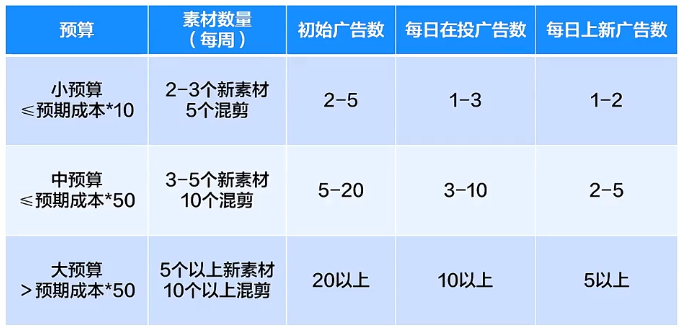 预算
素材数量
（每周）
初始广告数
每日在投广告数
每日上新广告数
小预算
≤预期成本*10
2-3个新素材
5个混剪
2-5
1-3
1-2
中预算
≤预期成本*50
3-5个新素材
10个混剪
5-20
3-10
2-5
大预算
>预期成本*50
5个以上新素材
10个以上混剪
20以上
10以上
5以上